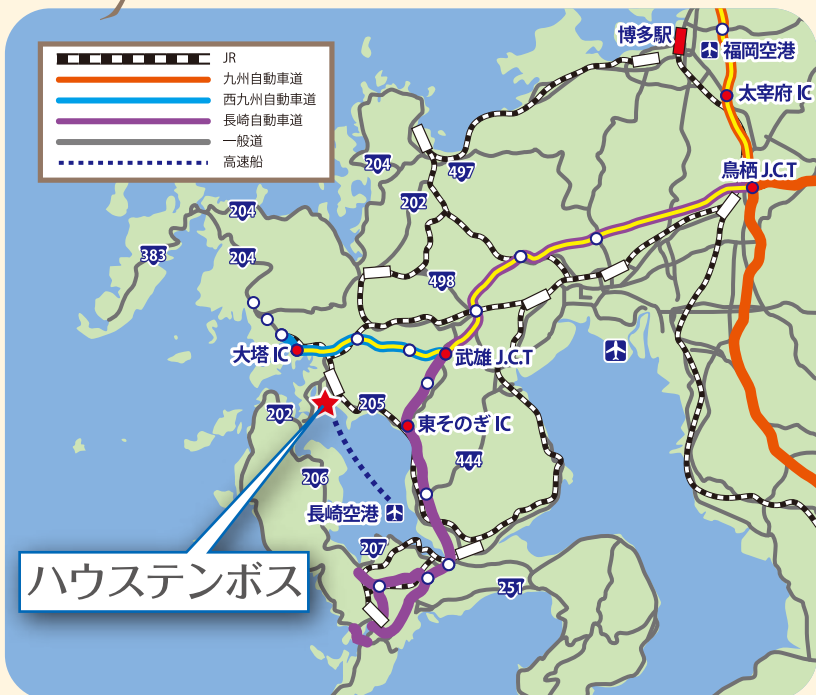 JR
九州自動車道
西九州自動車道
長崎自動車道
一般道
高速船
博多駅
福岡空港
太宰府 IC
鳥栖 J.C.T
204
497
202
204
204
383
498
大塔 IC
武雄 J.C.T
202
205
東そのぎ IC
206
444
長崎空港
207
ハウステンボス
251